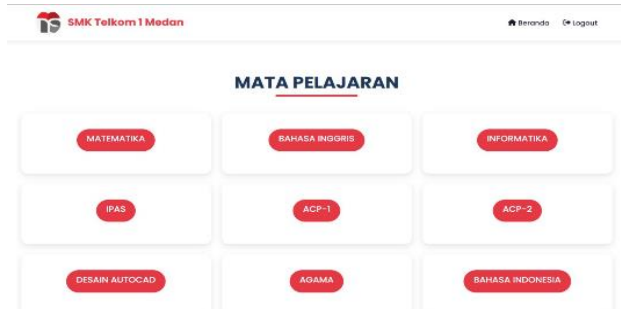 SMK Telkom 1 Medan
Beranda Logout
MATA PELAJARAN
MATEMATIKA BAHASA INGGRIS INFORMATIKA
IPAS ACP-1 ACP-2
DESAIN AUTOCAD AGAMA BAHASA INDONESIA